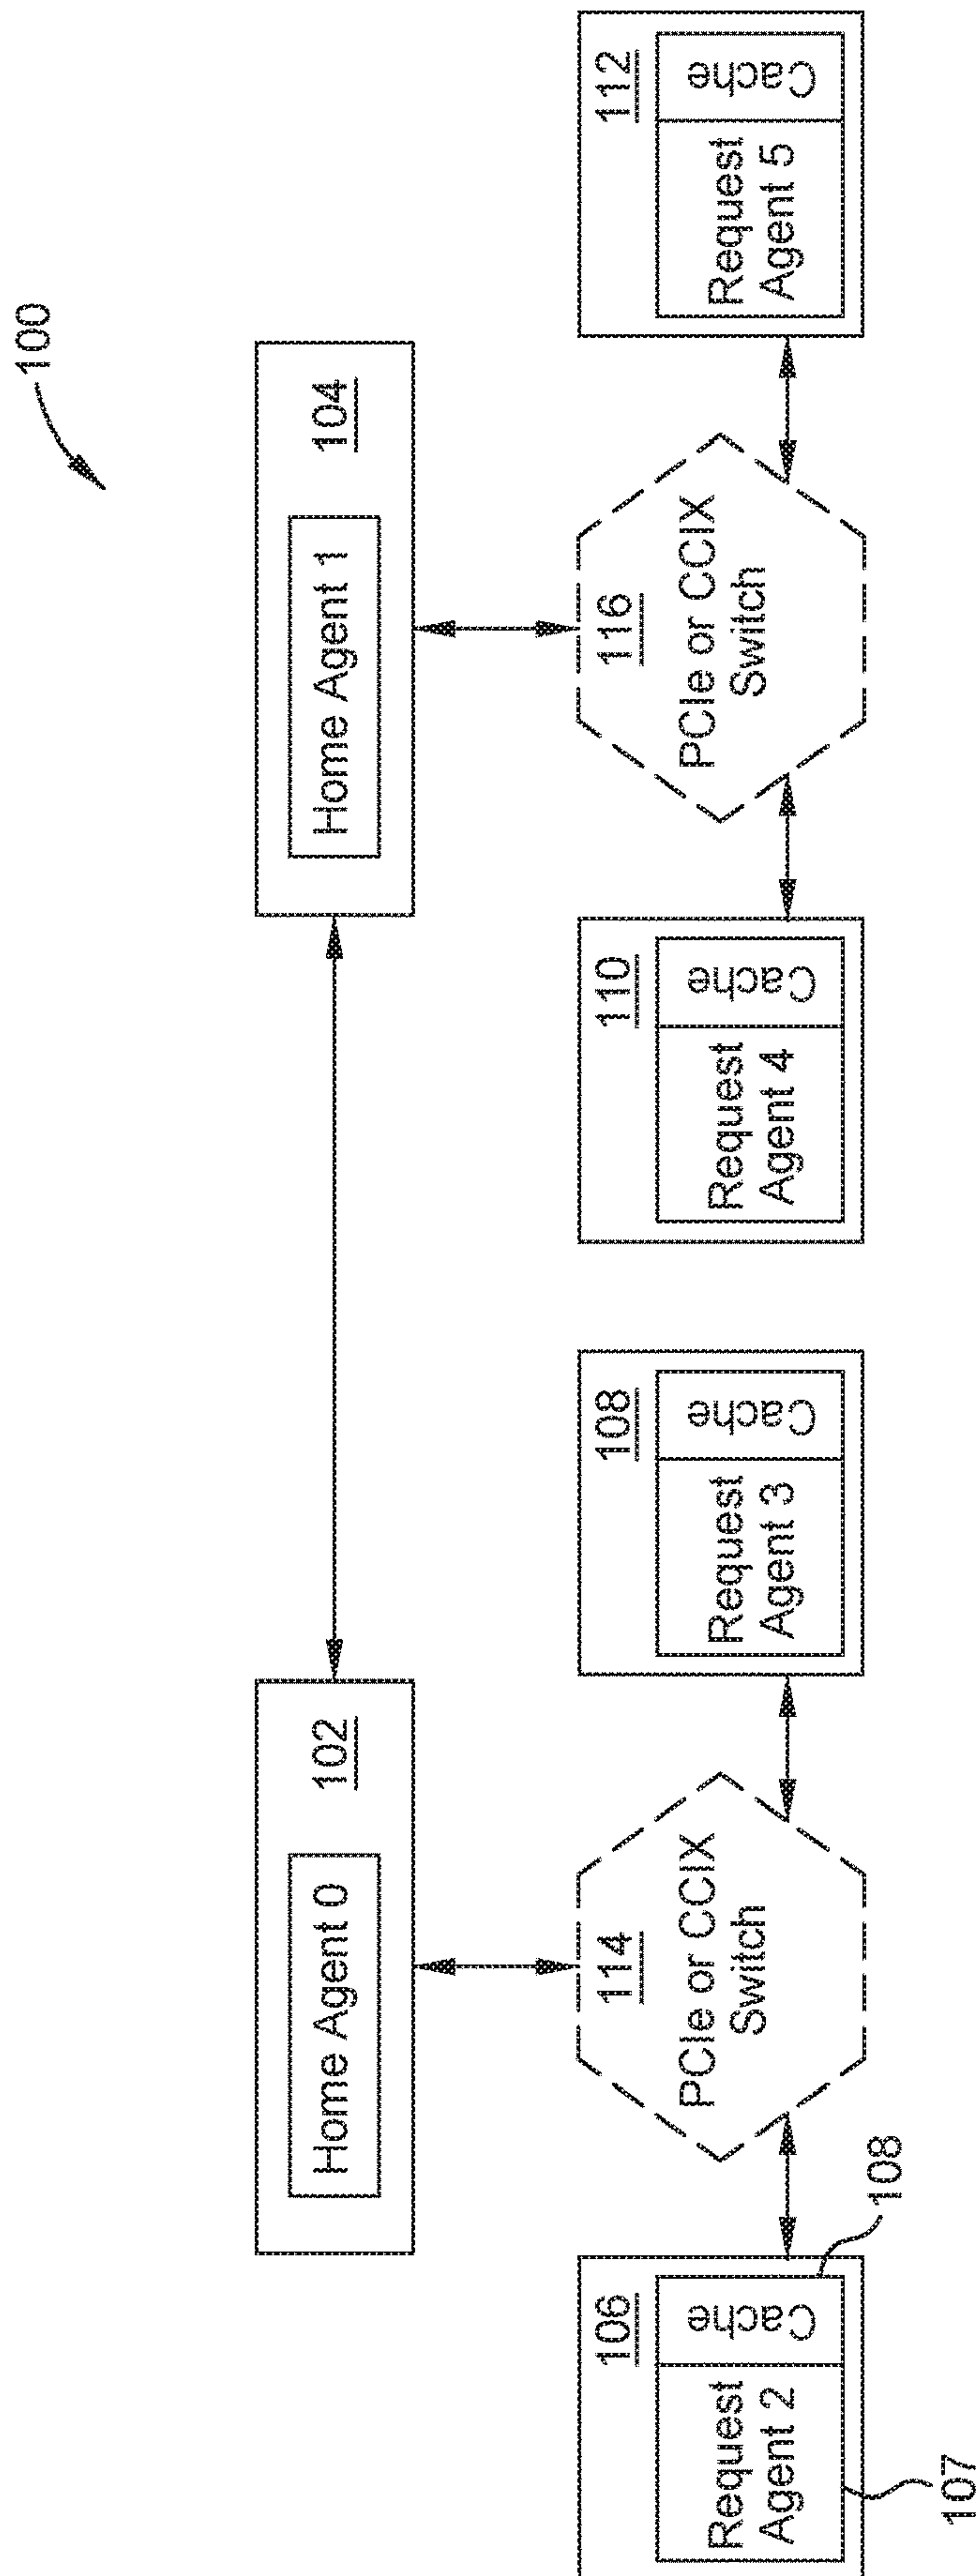 100
Home Agent 0
102
Home Agent 1
104
106
Request
Agent 2
Cache
107
108
114
PCIe or CCIX
Switch
108
Request
Agent 3
Cache
110
Request
Agent 4
Cache
116
PCIe or CCIX
Switch
112
Request
Agent 5
Cache